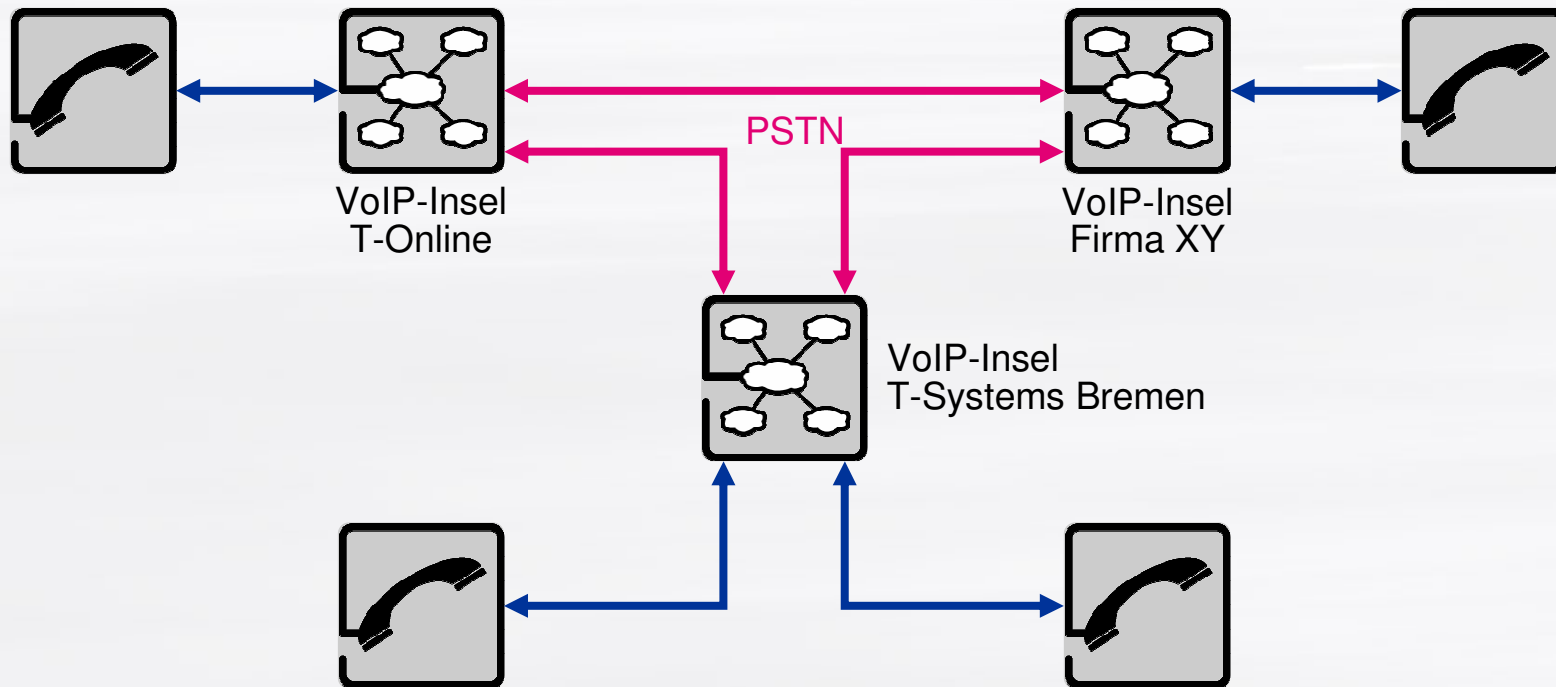 PSTN
VoIP-Insel
T-Online
VoIP-Insel
Firma XY
VoIP-Insel
T-Systems Bremen